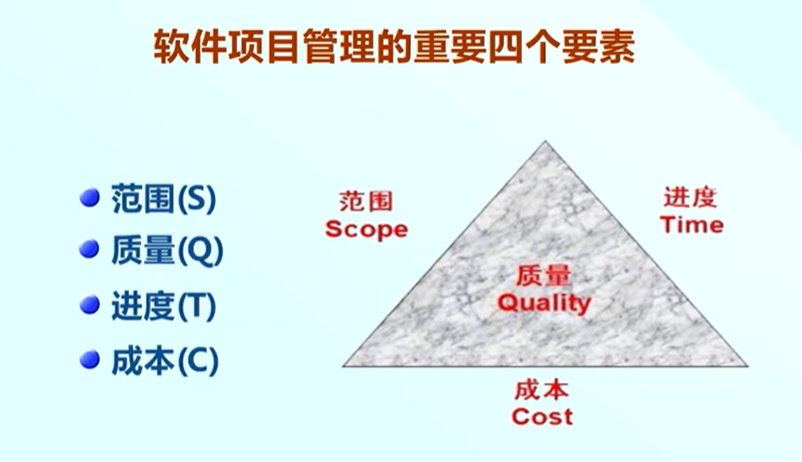 软件项目管理的重要四个要素
范围(S)
质量(Q)
进度(T)
成本(C)
范围
Scope
进度
Time
质量
Quality
成本
Cost